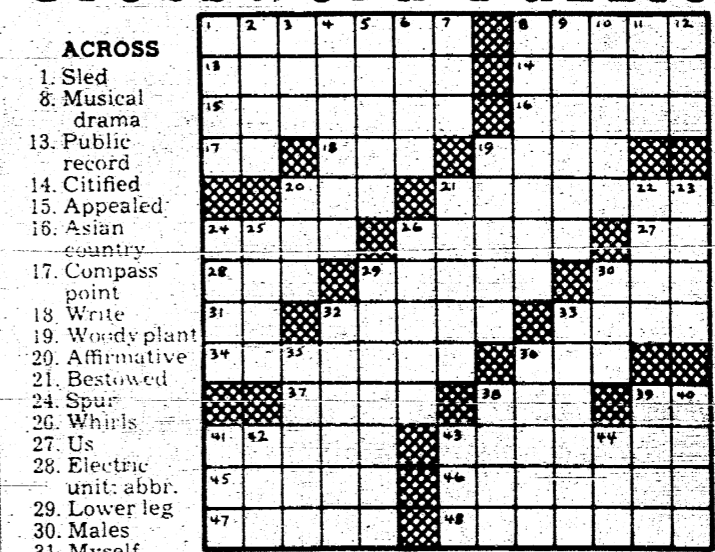 ACROSS
1. Sled
8. Musical
drama
13. Public
record
14. Citified
15. Appealed
16. Asian
country
17. Compass
point
18. Write
19. Woody plant
20. Affirmative
21. Bestowed
24. Spur
26. Whirls
27. Us
28. Electric
unit: abbr.
29. Lower leg
30. Males
31. Myself
1 2 3 4 5 6 7 8 9 10 11 12
13 14
15 16
17 18 19
20 21 22 23
24 25 26 27
28 29 30
31 32 33
34 35 36
37 38 39 40
41 42 43 44
45 46
47 48